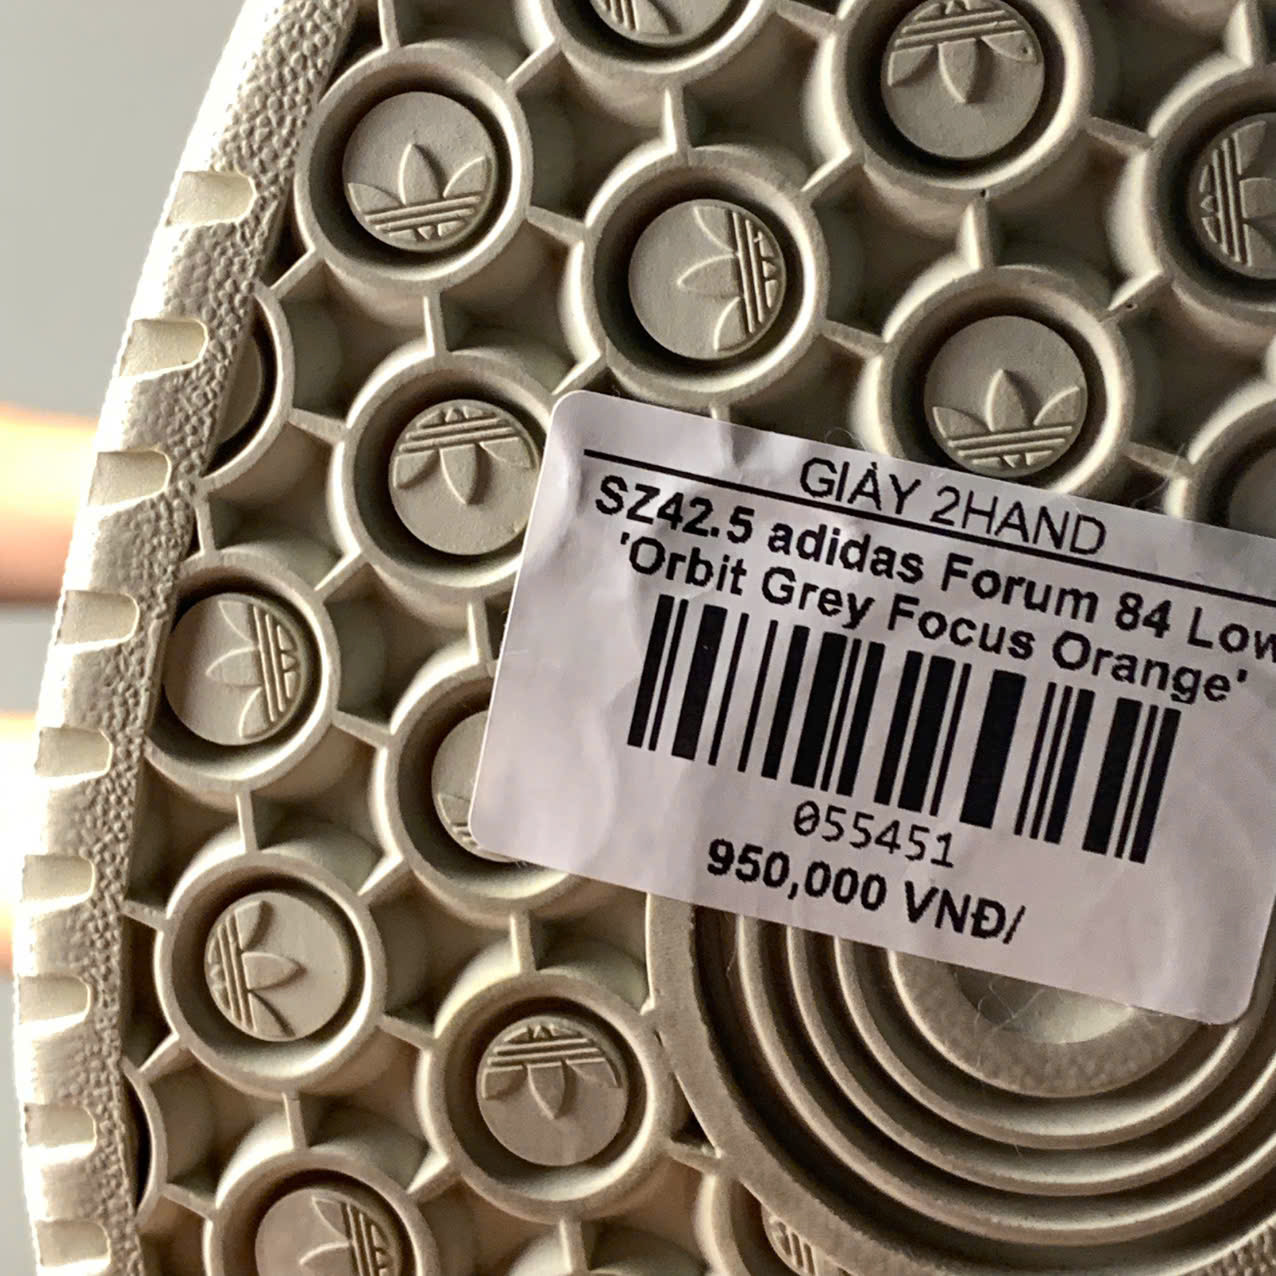 GIÀY 2HAND
SZ42.5 adidas Forum 84 Low
'Orbit Grey Focus Orange'
055451
950,000 VNĐ/